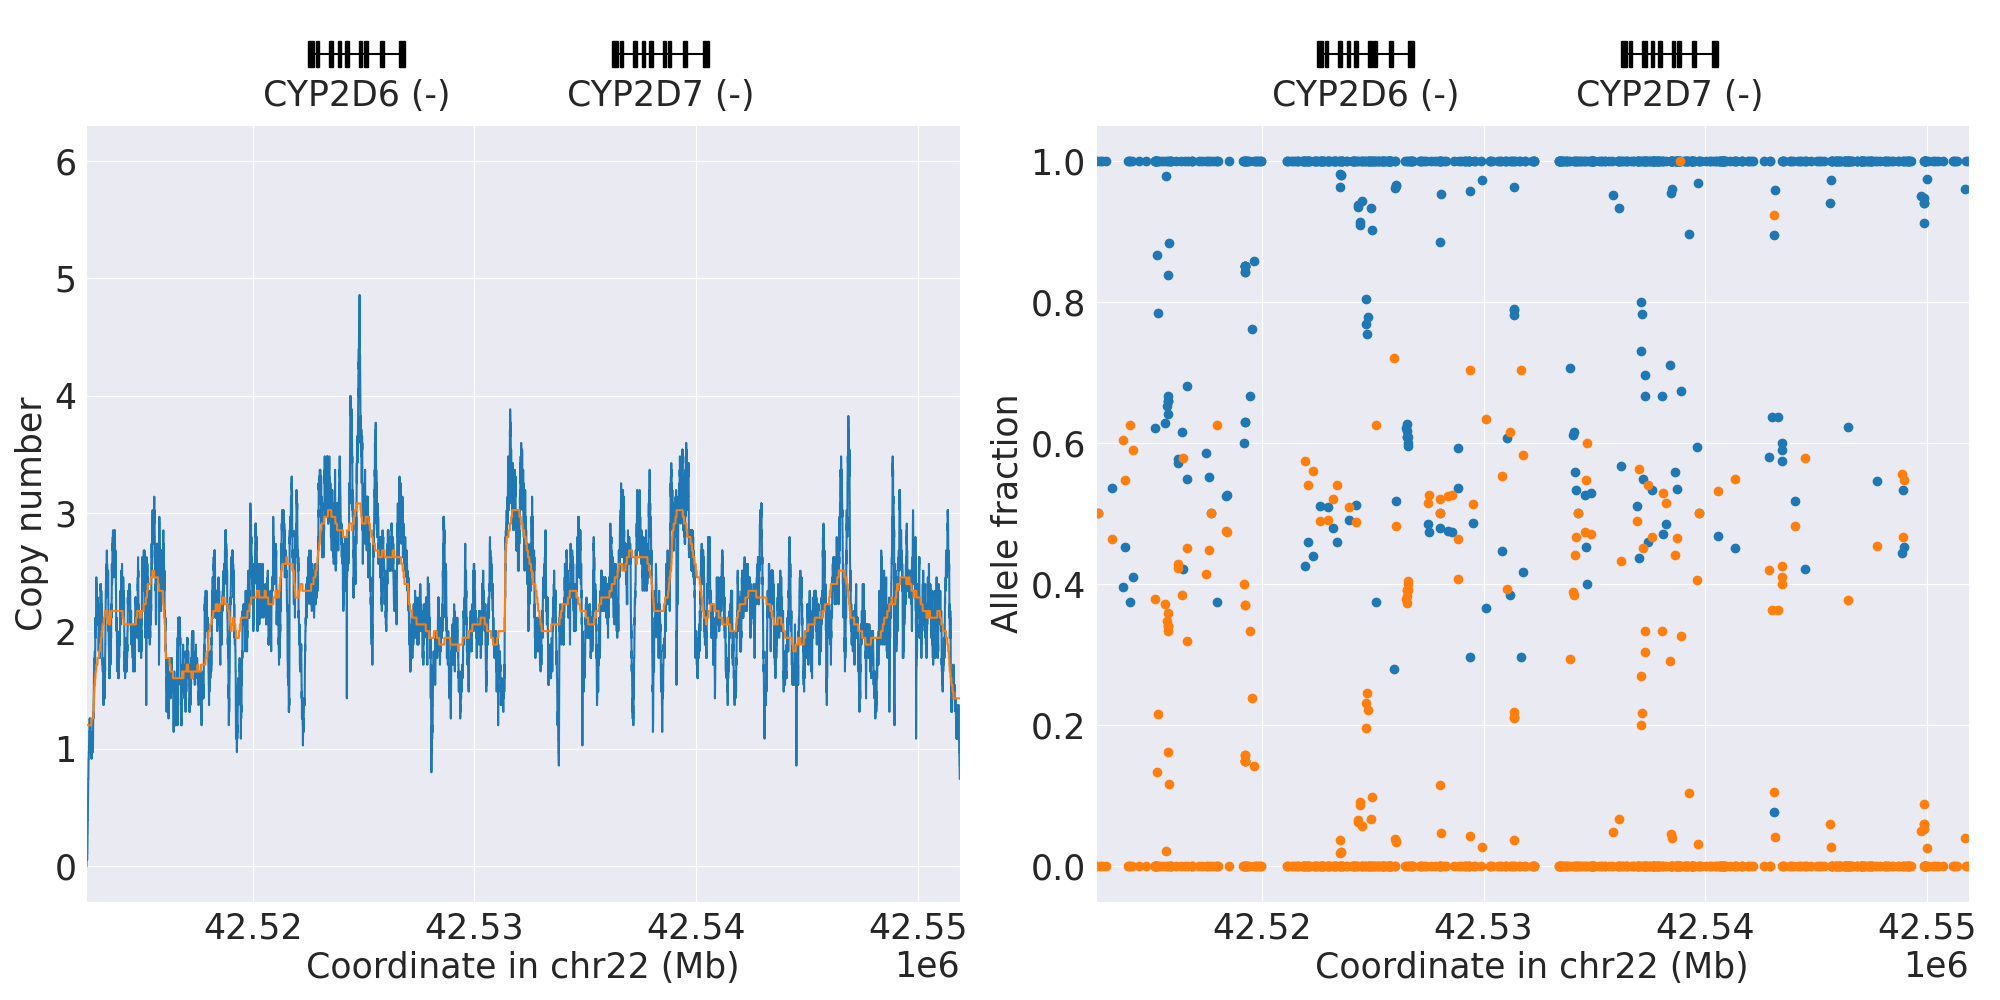 CYP2D6 (-) CYP2D7 (-)
Copy number
6
5
4
3
2
1
0
42.52 42.53 42.54 42.55
Coordinate in chr22 (Mb)
1e6
CYP2D6 (-) CYP2D7 (-)
Allele fraction
1.0
0.8
0.6
0.4
0.2
0.0
42.52 42.53 42.54 42.55
Coordinate in chr22 (Mb)
1e6